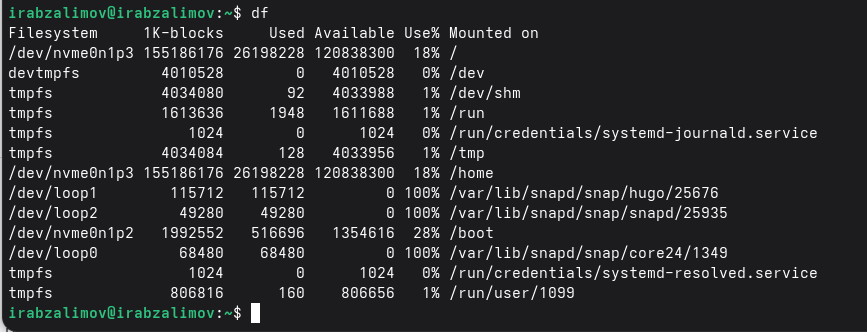 irabzalimov@irabzalimov:~$ df
Filesystem     1K-blocks     Used Available Use% Mounted on
/dev/nvme0n1p3 155186176 26198228 120838300  18% /
devtmpfs         4010528        0   4010528   0% /dev
tmpfs            4034080       92   4033988   1% /dev/shm
tmpfs            1613636     1948   1611688   1% /run
tmpfs               1024        0      1024   0% /run/credentials/systemd-journald.service
tmpfs            4034084      128   4033956   1% /tmp
/dev/nvme0n1p3 155186176 26198228 120838300  18% /home
/dev/loop1        115712   115712         0 100% /var/lib/snapd/snap/hugo/25676
/dev/loop2         49280    49280         0 100% /var/lib/snapd/snap/snapd/25935
/dev/nvme0n1p2   1992552   516696   1354616  28% /boot
/dev/loop0         68480    68480         0 100% /var/lib/snapd/snap/core24/1349
tmpfs               1024        0      1024   0% /run/credentials/systemd-resolved.service
tmpfs             806816      160    806656   1% /run/user/1099
irabzalimov@irabzalimov:~$